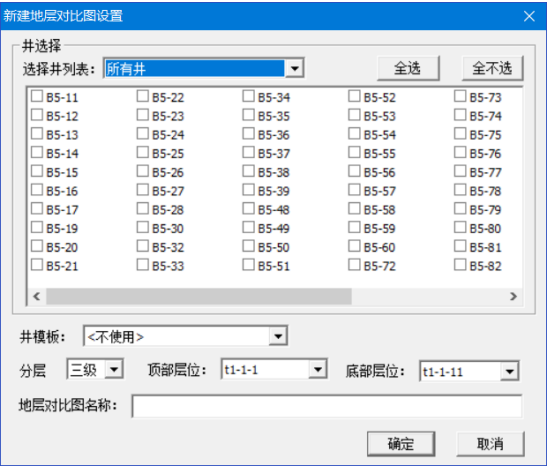 新建地层对比图设置
井选择
选择井列表： 所有井 全选 全不选
B5-11 B5-22 B5-34 B5-52 B5-73
B5-12 B5-23 B5-35 B5-53 B5-74
B5-13 B5-24 B5-36 B5-54 B5-75
B5-14 B5-25 B5-37 B5-55 B5-76
B5-15 B5-26 B5-38 B5-56 B5-77
B5-16 B5-27 B5-39 B5-57 B5-78
B5-17 B5-28 B5-48 B5-58 B5-79
B5-19 B5-30 B5-49 B5-59 B5-80
B5-20 B5-32 B5-50 B5-60 B5-81
B5-21 B5-33 B5-51 B5-72 B5-82
井模板： <不使用>
分层 三级 顶部层位： t1-1-1 底部层位： t1-1-11
地层对比图名称：
确定 取消